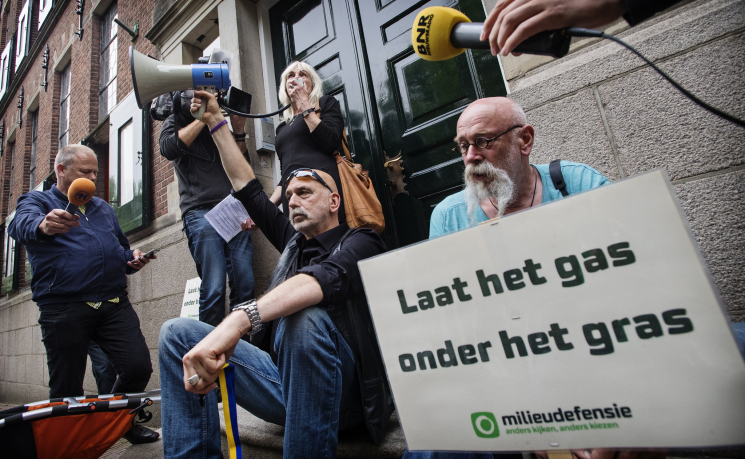 BNR
Laat het gas
onder het gras
milieudefensie
anders kijken, anders kiezen